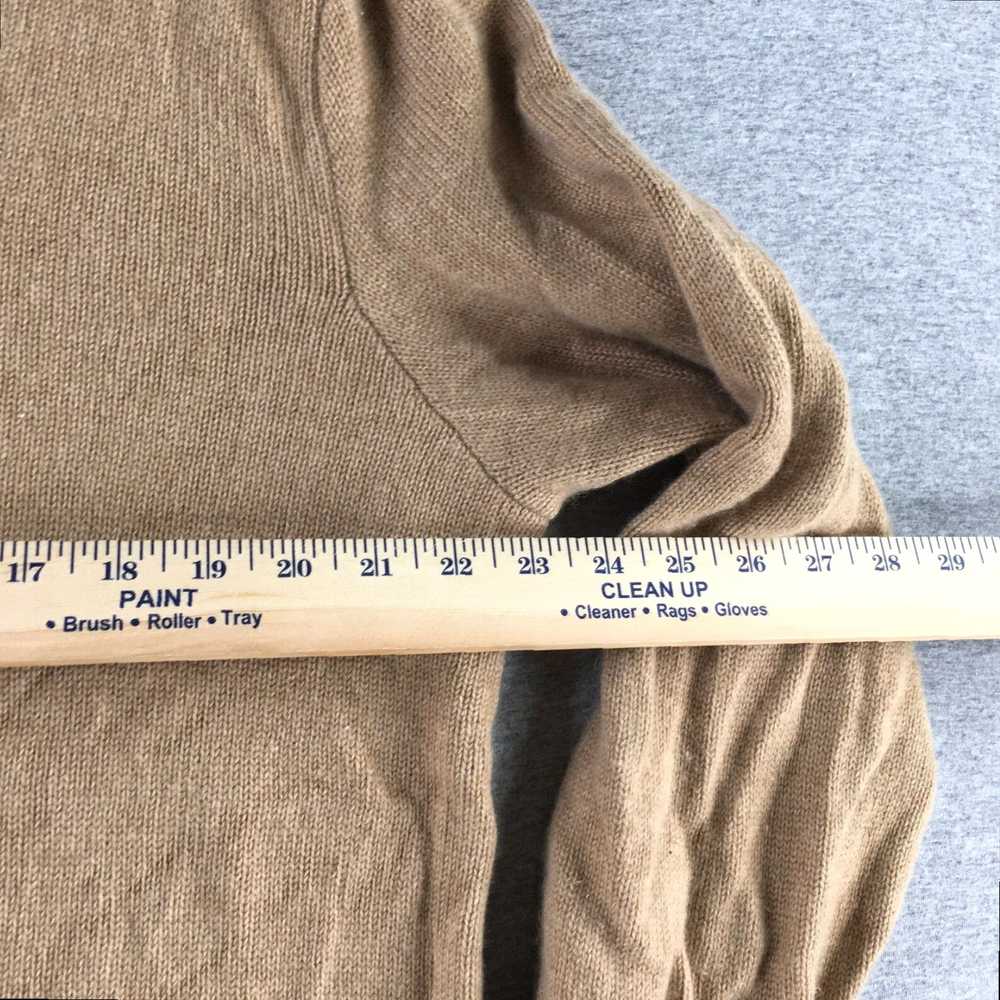 17 18 19 20 21 22 23 24 25 26 27 28 29
PAINT
• Brush • Roller • Tray
CLEAN UP
• Cleaner • Rags • Gloves